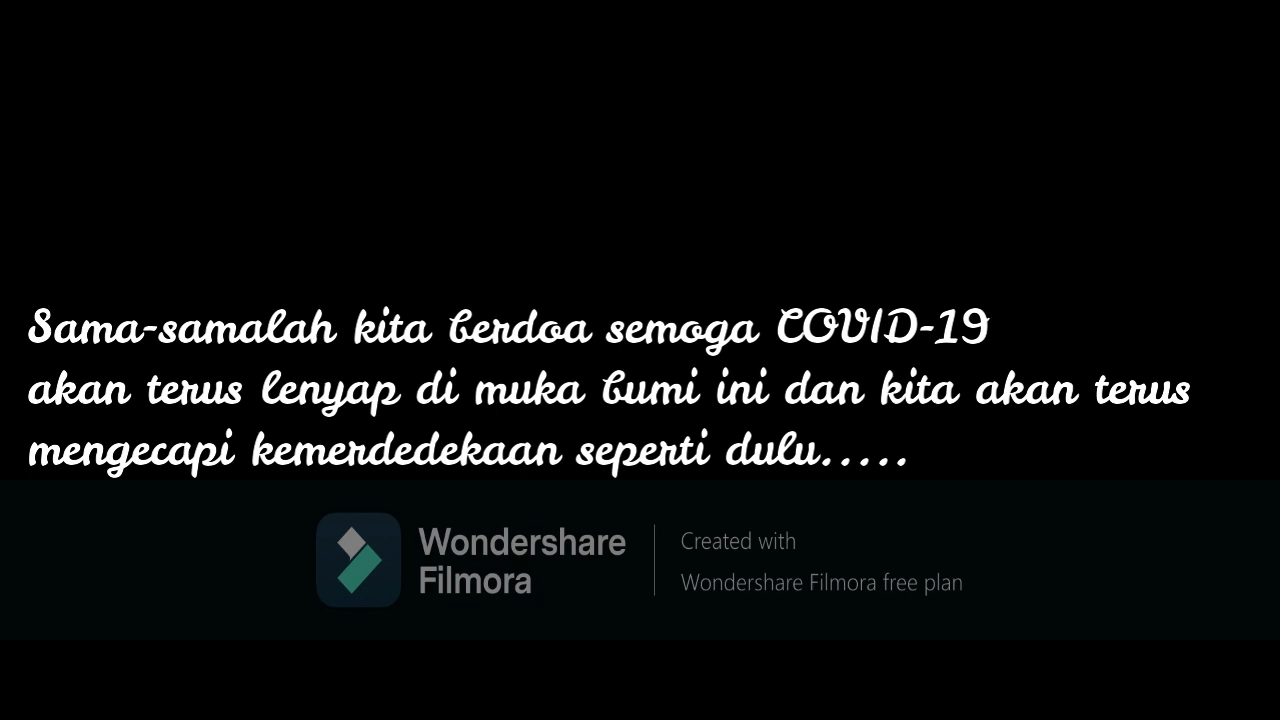 Sama-samalah kita berdoa semoga COVID-19
akan terus lenyap di muka bumi ini dan kita akan terus
mengecapi kemerdedekaan seperti dulu.....
Wondershare
Filmora
Created with
Wondershare Filmora free plan